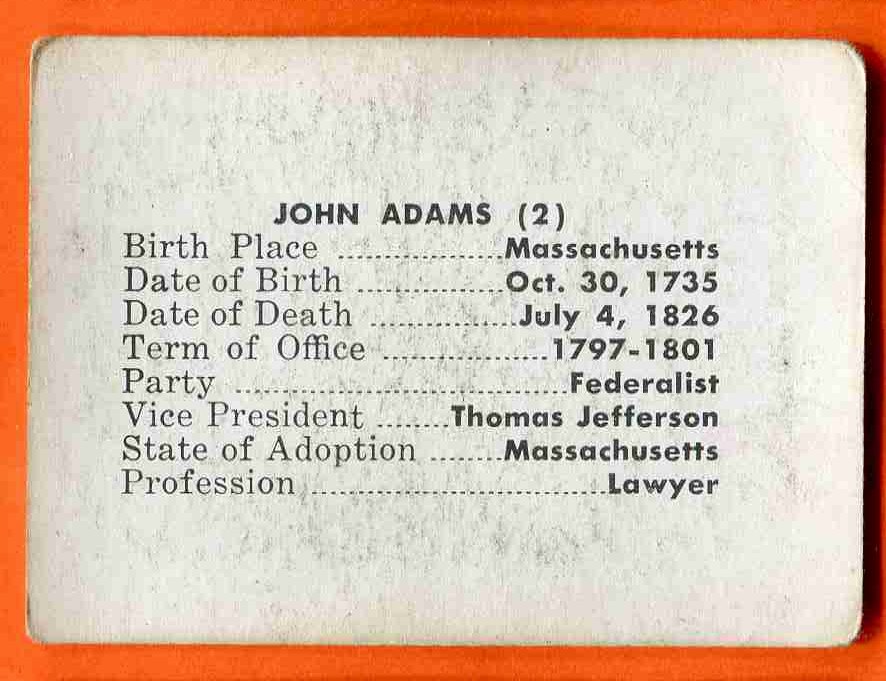 JOHN ADAMS (2)
Birth Place ..................Massachusetts
Date of Birth ................Oct. 30, 1735
Date of Death ................July 4, 1826
Term of Office ..................1797-1801
Party ....................................Federalist
Vice President ........Thomas Jefferson
State of Adoption ........Massachusetts
Profession ................................Lawyer